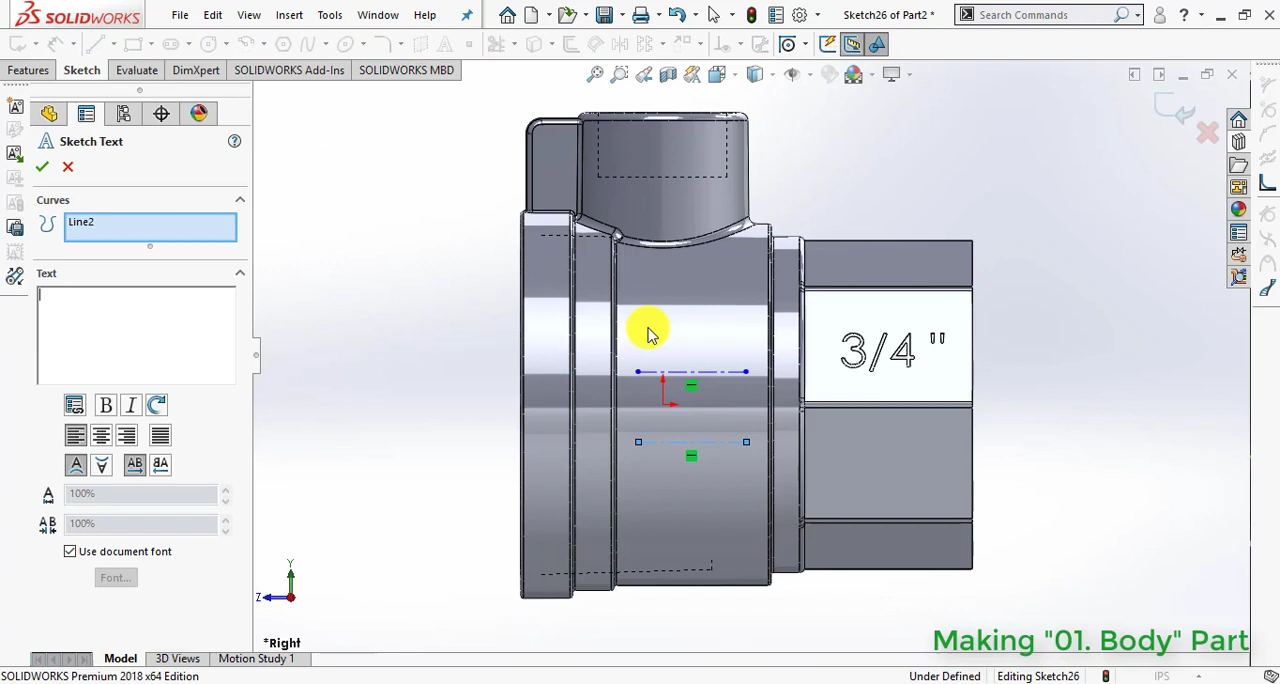 SOLIDWORKS File Edit View Insert Tools Window Help Sketch26 of Part2 * Search Commands ?
Features Sketch Evaluate DimXpert SOLIDWORKS Add-Ins SOLIDWORKS MBD
Sketch Text
Curves
Line2
Text
B I
AB BA
100%
100%
Use document font
Font...
3/4 "
Y
Z
*Right
Making "01. Body" Part
Model 3D Views Motion Study 1
SOLIDWORKS Premium 2018 x64 Edition Under Defined Editing Sketch26 IPS